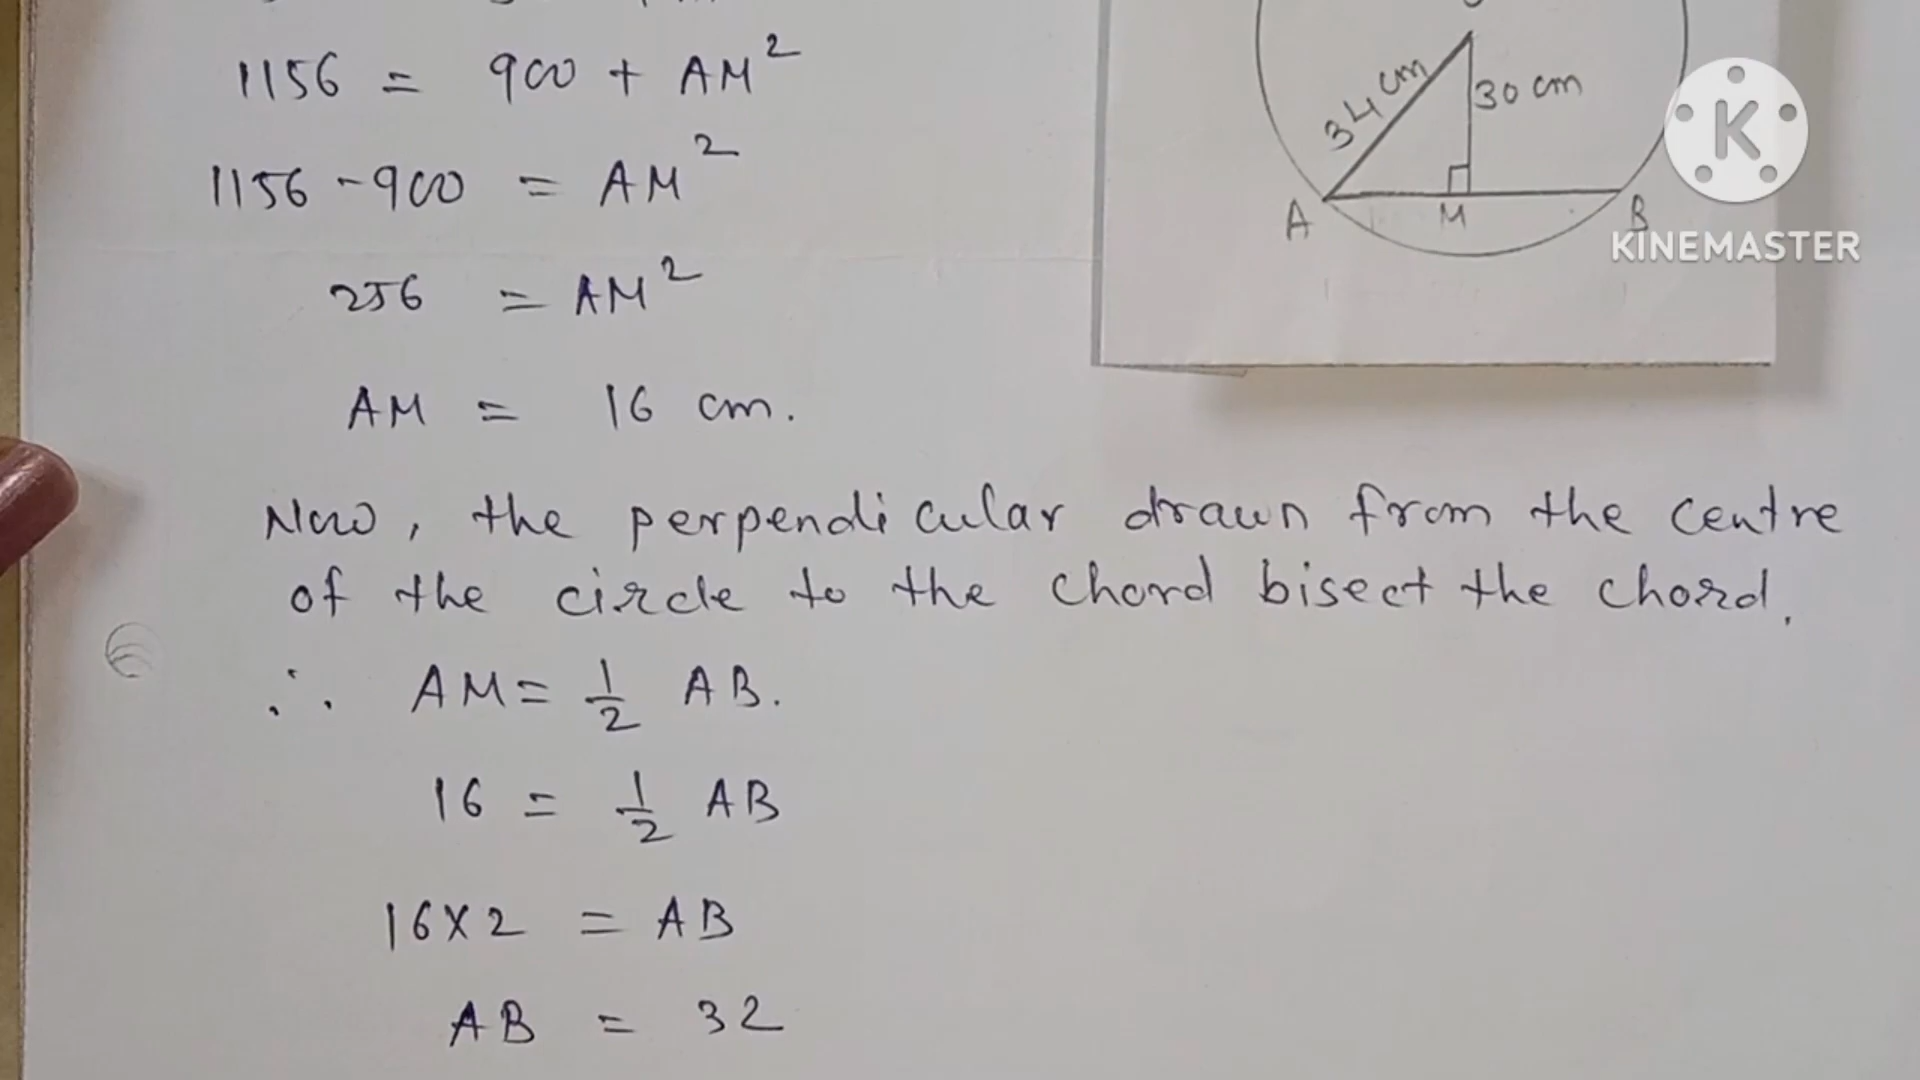 1156 = 900 + AM²
1156 - 900 = AM²
256 = AM²
AM = 16 cm.
Now, the perpendicular drawn from the centre
of the circle to the chord bisect the chord.
∴ AM = 1/2 AB.
16 = 1/2 AB
16 X 2 = AB
AB = 32
34 cm
30 cm
A M B
K
KINEMASTER